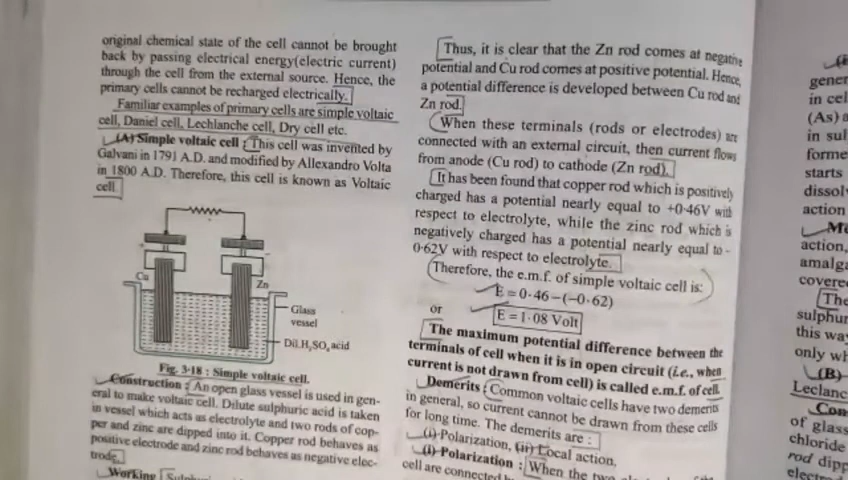 original chemical state of the cell cannot be brought
back by passing electrical energy(electric current)
through the cell from the external source. Hence, the
primary cells cannot be recharged electrically.
Familiar examples of primary cells are simple voltaic
cell, Daniel cell, Lechlanche cell, Dry cell etc.
(A) Simple voltaic cell : This cell was invented by
Galvani in 1791 A.D. and modified by Allexandro Volta
in 1800 A.D. Therefore, this cell is known as Voltaic
cell.
+
-
Cu
Zn
Glass
vessel
Dil.H₂SO₄ acid
Fig. 3·18 : Simple voltaic cell.
Construction : An open glass vessel is used in gen-
eral to make voltaic cell. Dilute sulphuric acid is taken
in vessel which acts as electrolyte and two rods of cop-
per and zinc are dipped into it. Copper rod behaves as
positive electrode and zinc rod behaves as negative elec-
trode.
Working
Thus, it is clear that the Zn rod comes at negative
potential and Cu rod comes at positive potential. Hence,
a potential difference is developed between Cu rod and
Zn rod.
When these terminals (rods or electrodes) are
connected with an external circuit, then current flows
from anode (Cu rod) to cathode (Zn rod).
It has been found that copper rod which is positively
charged has a potential nearly equal to +0·46V with
respect to electrolyte, while the zinc rod which is
negatively charged has a potential nearly equal to -
0·62V with respect to electrolyte.
Therefore, the e.m.f. of simple voltaic cell is:
E = 0·46 – (–0·62)
or E = 1·08 Volt
The maximum potential difference between the
terminals of cell when it is in open circuit (i.e., when
current is not drawn from cell) is called e.m.f. of cell.
Demerits : Common voltaic cells have two demerits
in general, so current cannot be drawn from these cells
for long time. The demerits are :
(i) Polarization, (ii) Local action.
(i) Polarization : When the two
cell are connected
gener
in cel
(As) a
in sul
forme
starts
dissol
action
action,
amalga
covere
The
sulphur
this way
only wh
(B)
Leclanc
Con
of glass
chloride
rod dipp
electro